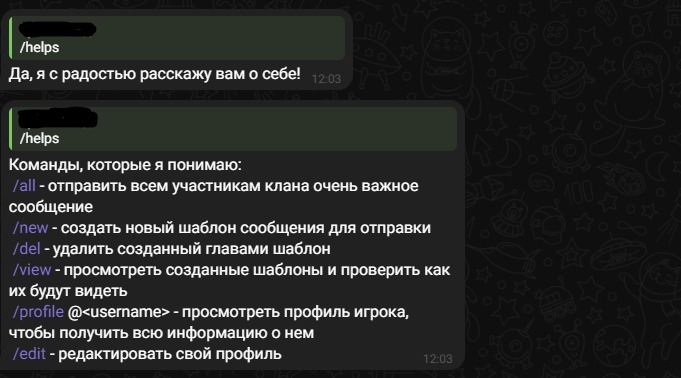 /helps
Да, я с радостью расскажу вам о себе!
12:03
/helps
Команды, которые я понимаю:
/all - отправить всем участникам клана очень важное
сообщение
/new - создать новый шаблон сообщения для отправки
/del - удалить созданный главами шаблон
/view - просмотреть созданные шаблоны и проверить как
их будут видеть
/profile @<username> - просмотреть профиль игрока,
чтобы получить всю информацию о нем
/edit - редактировать свой профиль
12:03